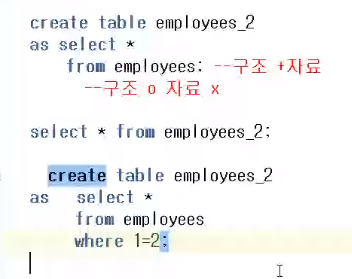 create table employees_2
as select *
from employees; --구조 +자료
--구조 o 자료 x
select * from employees_2;
create table employees_2
as select *
from employees
where 1=2;